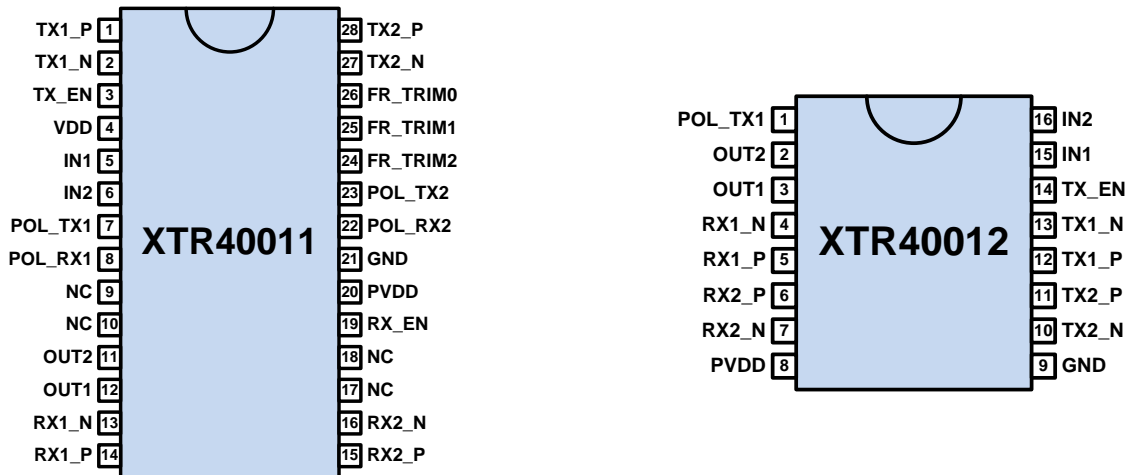 TX1_P 1
TX1_N 2
TX_EN 3
VDD 4
IN1 5
IN2 6
POL_TX1 7
POL_RX1 8
NC 9
NC 10
OUT2 11
OUT1 12
RX1_N 13
RX1_P 14
XTR40011
28 TX2_P
27 TX2_N
26 FR_TRIM0
25 FR_TRIM1
24 FR_TRIM2
23 POL_TX2
22 POL_RX2
21 GND
20 PVDD
19 RX_EN
18 NC
17 NC
16 RX2_N
15 RX2_P
POL_TX1 1
OUT2 2
OUT1 3
RX1_N 4
RX1_P 5
RX2_P 6
RX2_N 7
PVDD 8
XTR40012
16 IN2
15 IN1
14 TX_EN
13 TX1_N
12 TX1_P
11 TX2_P
10 TX2_N
9 GND